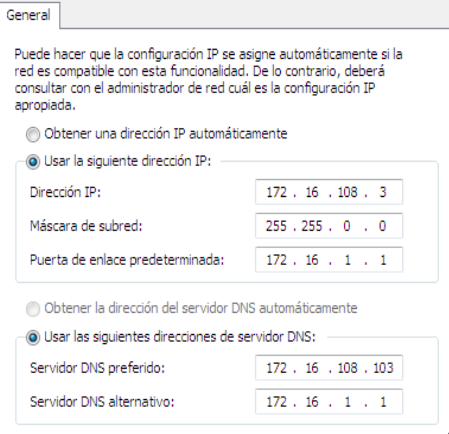 General
Puede hacer que la configuración IP se asigne automáticamente si la
red es compatible con esta funcionalidad. De lo contrario, deberá
consultar con el administrador de red cuál es la configuración IP
apropiada.
Obtener una dirección IP automáticamente
Usar la siguiente dirección IP:
Dirección IP: 172 . 16 . 108 . 3
Máscara de subred: 255 . 255 . 0 . 0
Puerta de enlace predeterminada: 172 . 16 . 1 . 1
Obtener la dirección del servidor DNS automáticamente
Usar las siguientes direcciones de servidor DNS:
Servidor DNS preferido: 172 . 16 . 108 . 103
Servidor DNS alternativo: 172 . 16 . 1 . 1